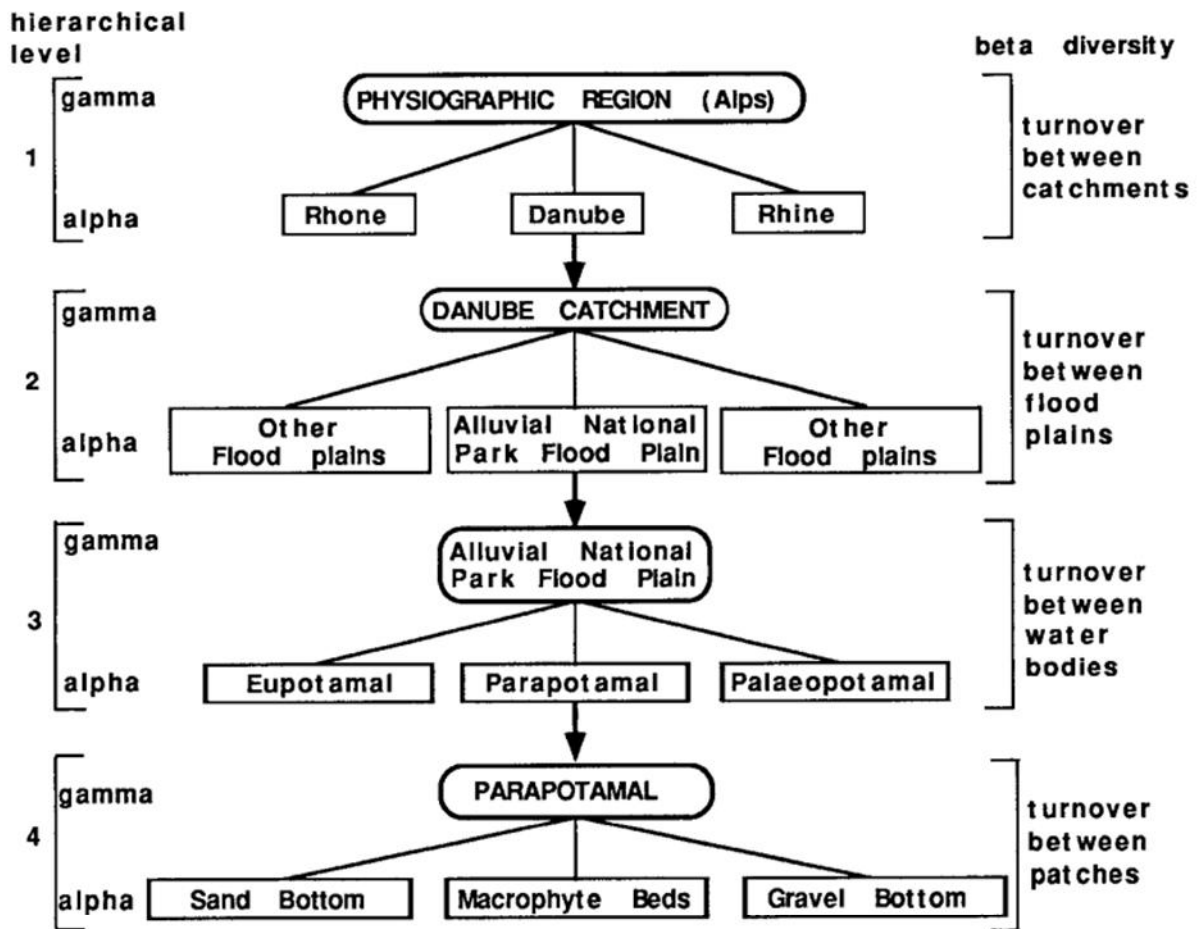 hierarchical
level
beta diversity
gamma
PHYSIOGRAPHIC REGION (Alps)
1
turnover
between
catchments
alpha
Rhone
Danube
Rhine
gamma
DANUBE CATCHMENT
2
turnover
between
flood
plains
alpha
Other
Flood plains
Alluvial National
Park Flood Plain
Other
Flood plains
gamma
Alluvial National
Park Flood Plain
3
turnover
between
water
bodies
alpha
Eupotamal
Parapotamal
Palaeopotamal
gamma
PARAPOTAMAL
4
turnover
between
patches
alpha
Sand Bottom
Macrophyte Beds
Gravel Bottom